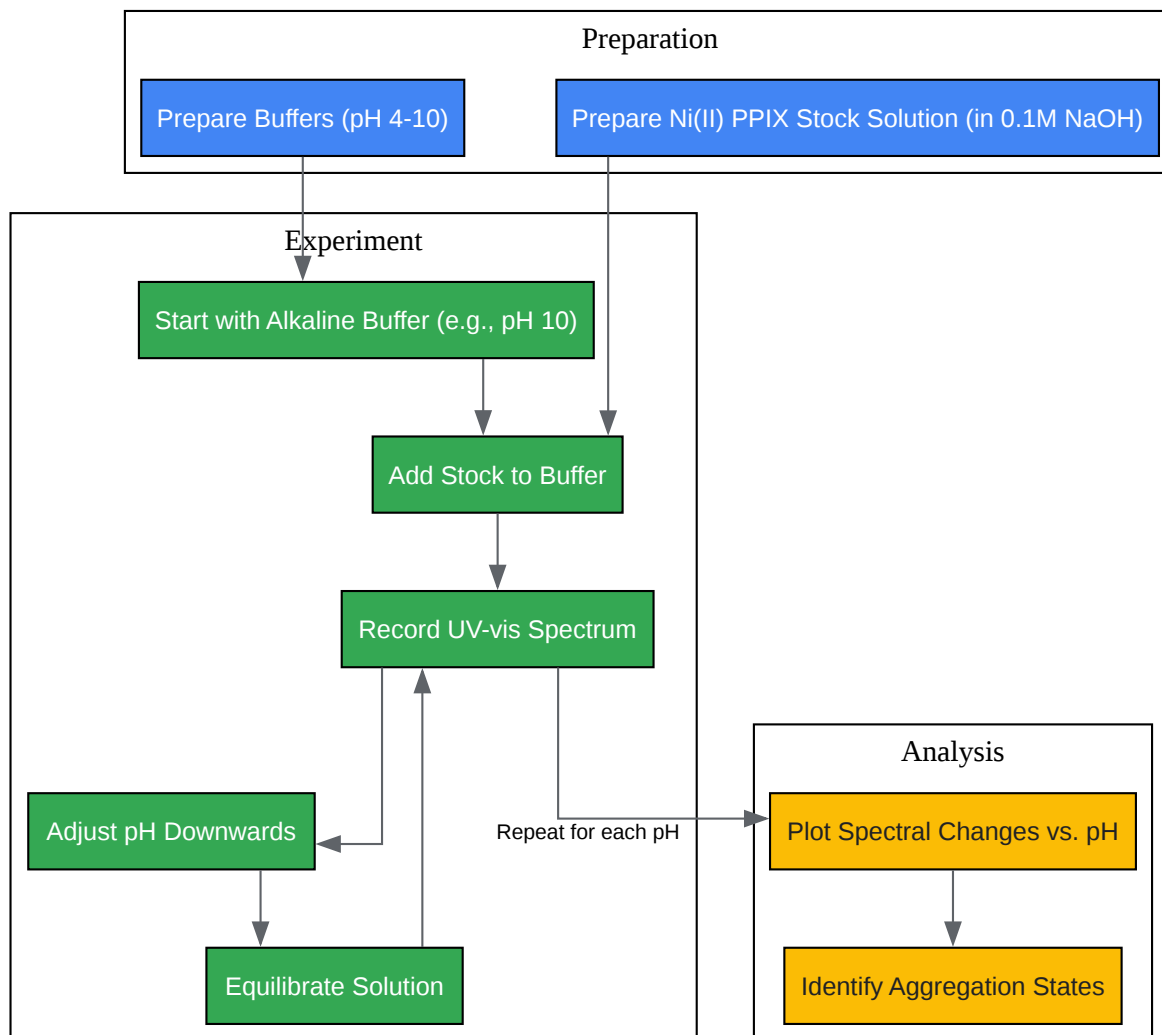 Preparation
Prepare Buffers (pH 4-10)
Prepare Ni(II) PPIX Stock Solution (in 0.1M NaOH)
Experiment
Start with Alkaline Buffer (e.g., pH 10)
Add Stock to Buffer
Record UV-vis Spectrum
Adjust pH Downwards
Equilibrate Solution
Repeat for each pH
Analysis
Plot Spectral Changes vs. pH
Identify Aggregation States